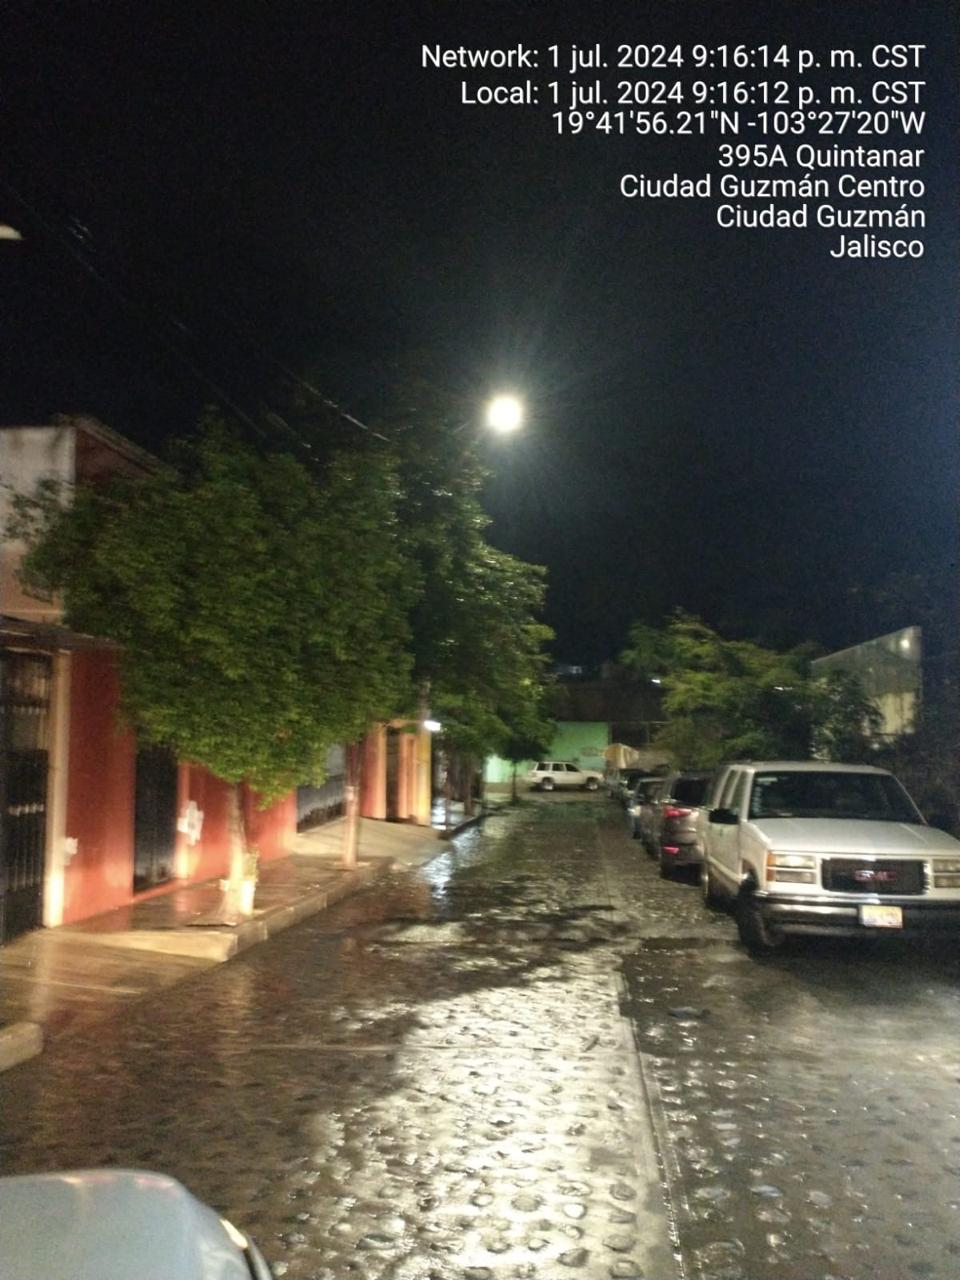 Network: 1 jul. 2024 9:16:14 p. m. CST
Local: 1 jul. 2024 9:16:12 p. m. CST
19°41'56.21"N -103°27'20"W
395A Quintanar
Ciudad Guzmán Centro
Ciudad Guzmán
Jalisco
GMC